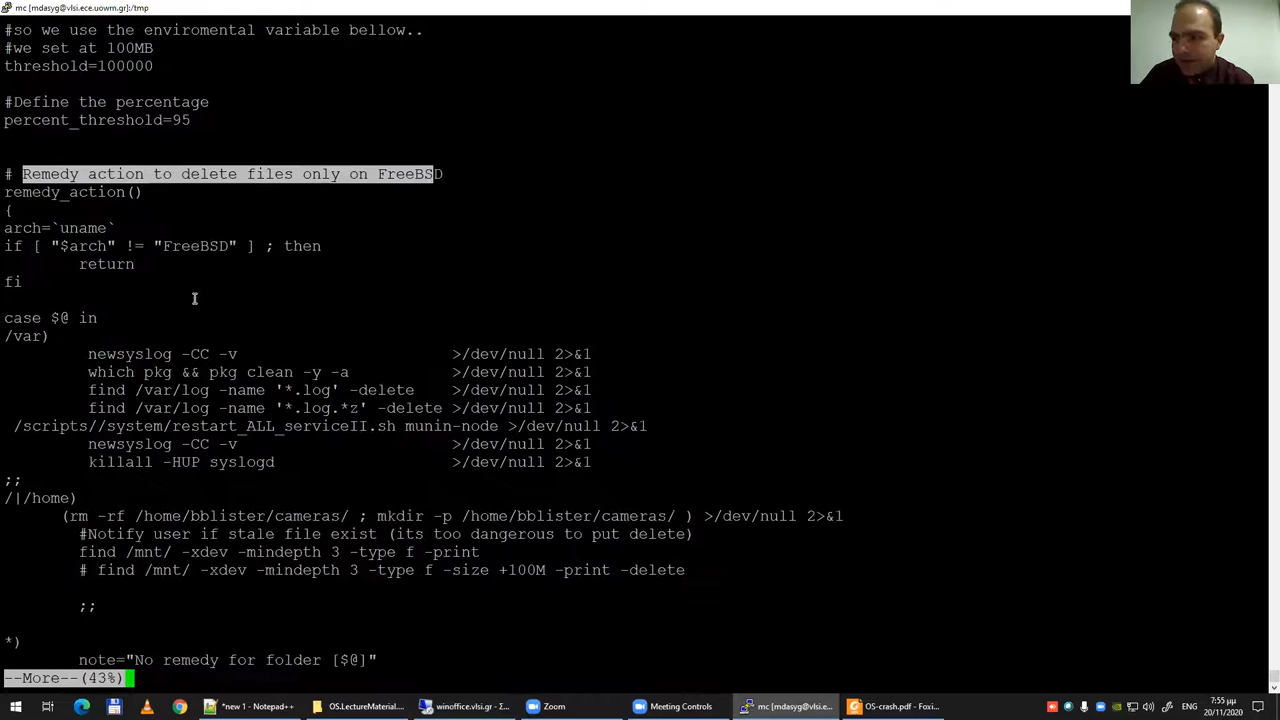 mc [mdasyg@vlsi.ece.uowm.gr]:/tmp
#so we use the enviromental variable bellow..
#we set at 100MB
threshold=100000
#Define the percentage
percent_threshold=95
# Remedy action to delete files only on FreeBSD
remedy_action()
{
arch=`uname`
if [ "$arch" != "FreeBSD" ] ; then
return
fi
case $@ in
/var)
newsyslog -CC -v >/dev/null 2>&1
which pkg && pkg clean -y -a >/dev/null 2>&1
find /var/log -name '*.log' -delete >/dev/null 2>&1
find /var/log -name '*.log.*z' -delete >/dev/null 2>&1
/scripts//system/restart_ALL_serviceII.sh munin-node >/dev/null 2>&1
newsyslog -CC -v >/dev/null 2>&1
killall -HUP syslogd >/dev/null 2>&1
;;
/|/home)
(rm -rf /home/bblister/cameras/ ; mkdir -p /home/bblister/cameras/ ) >/dev/null 2>&1
#Notify user if stale file exist (its too dangerous to put delete)
find /mnt/ -xdev -mindepth 3 -type f -print
# find /mnt/ -xdev -mindepth 3 -type f -size +100M -print -delete
;;
*)
note="No remedy for folder [$@]"
--More--(43%)
*new 1 - Notepad++
OS.LectureMaterial...
winoffice.vlsi.gr - Σ...
Zoom
Meeting Controls
mc [mdasyg@vlsi.e...
OS-crash.pdf - Foxi...
ΕΝ
7:55 μμ
20/11/2020